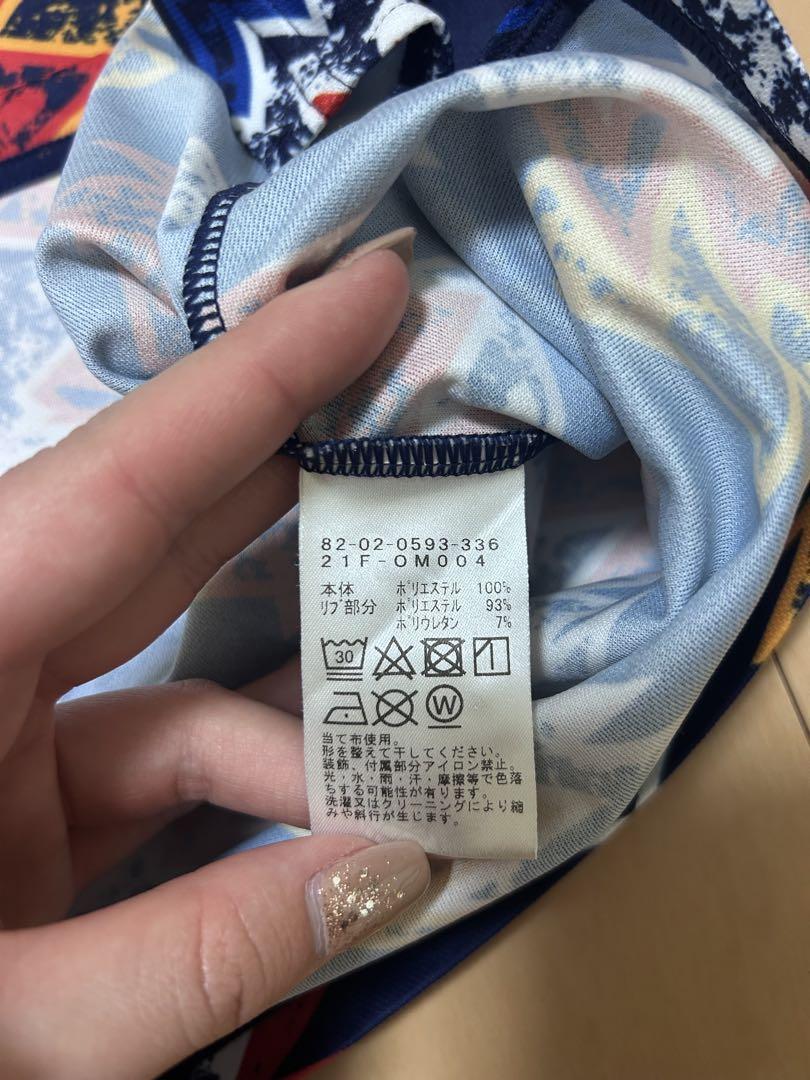 82-02-0593-336
21F-OM004
本体 ポリエステル 100%
リブ部分 ポリエステル 93%
ポリウレタン 7%
30
W
当て布使用。
形を整えて干してください。
装飾、付属部分アイロン禁止。
光・水・雨・汗・摩擦等で色落
ちする可能性が有ります。
洗濯又はクリーニングにより縮
みや斜行が生じます。